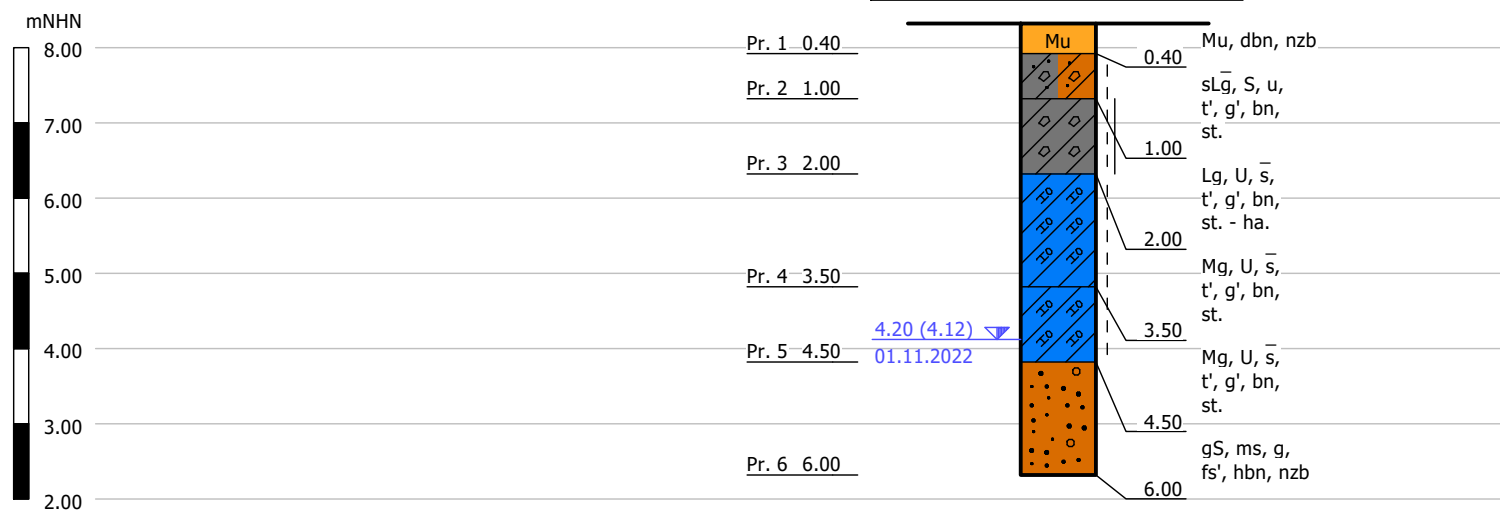 mNHN
8.00
7.00
6.00
5.00
4.00
3.00
2.00
Pr. 1 0.40
Pr. 2 1.00
Pr. 3 2.00
Pr. 4 3.50
Pr. 5 4.50
Pr. 6 6.00
4.20 (4.12)
01.11.2022
Mu
0.40
1.00
2.00
3.50
4.50
6.00
Mu, dbn, nzb
sLg̅, S, u,
t', g', bn,
st.
Lg, U, s̅,
t', g', bn,
st. - ha.
Mg, U, s̅,
t', g', bn,
st.
Mg, U, s̅,
t', g', bn,
st.
gS, ms, g,
fs', hbn, nzb